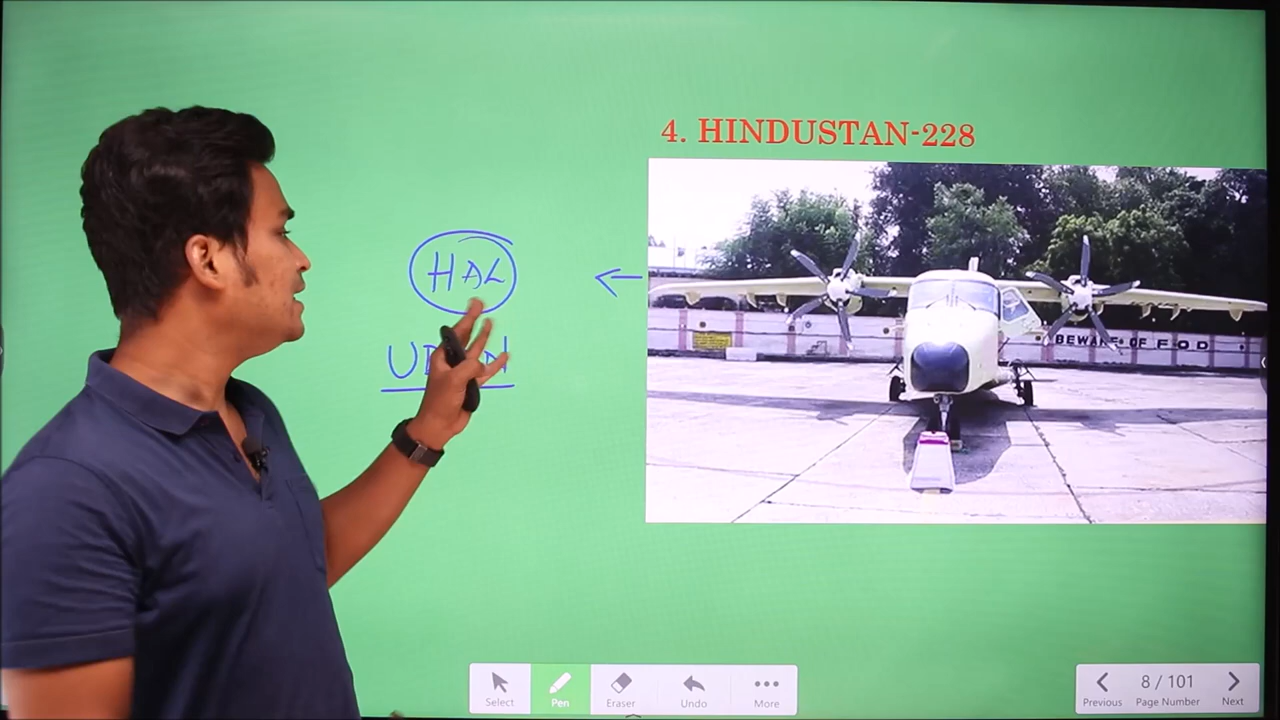 4. HINDUSTAN-228
HAL
BEWARE OF F O D
Select
Pen
Eraser
Undo
More
Previous
8 / 101
Page Number
Next